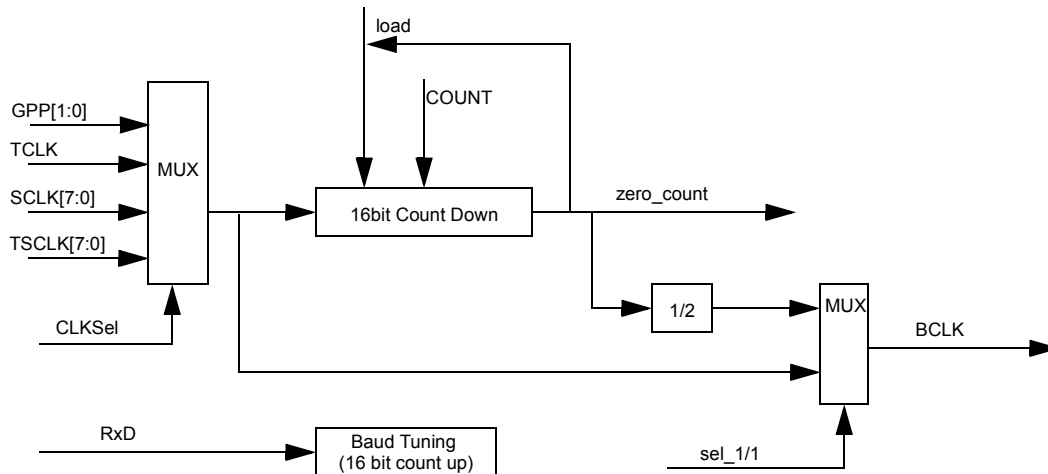 load
COUNT
GPP[1:0]
TCLK
MUX
SCLK[7:0]
TSCLK[7:0]
16bit Count Down
zero_count
CLKSel
1/2
MUX
BCLK
RxD
Baud Tuning
(16 bit count up)
sel_1/1